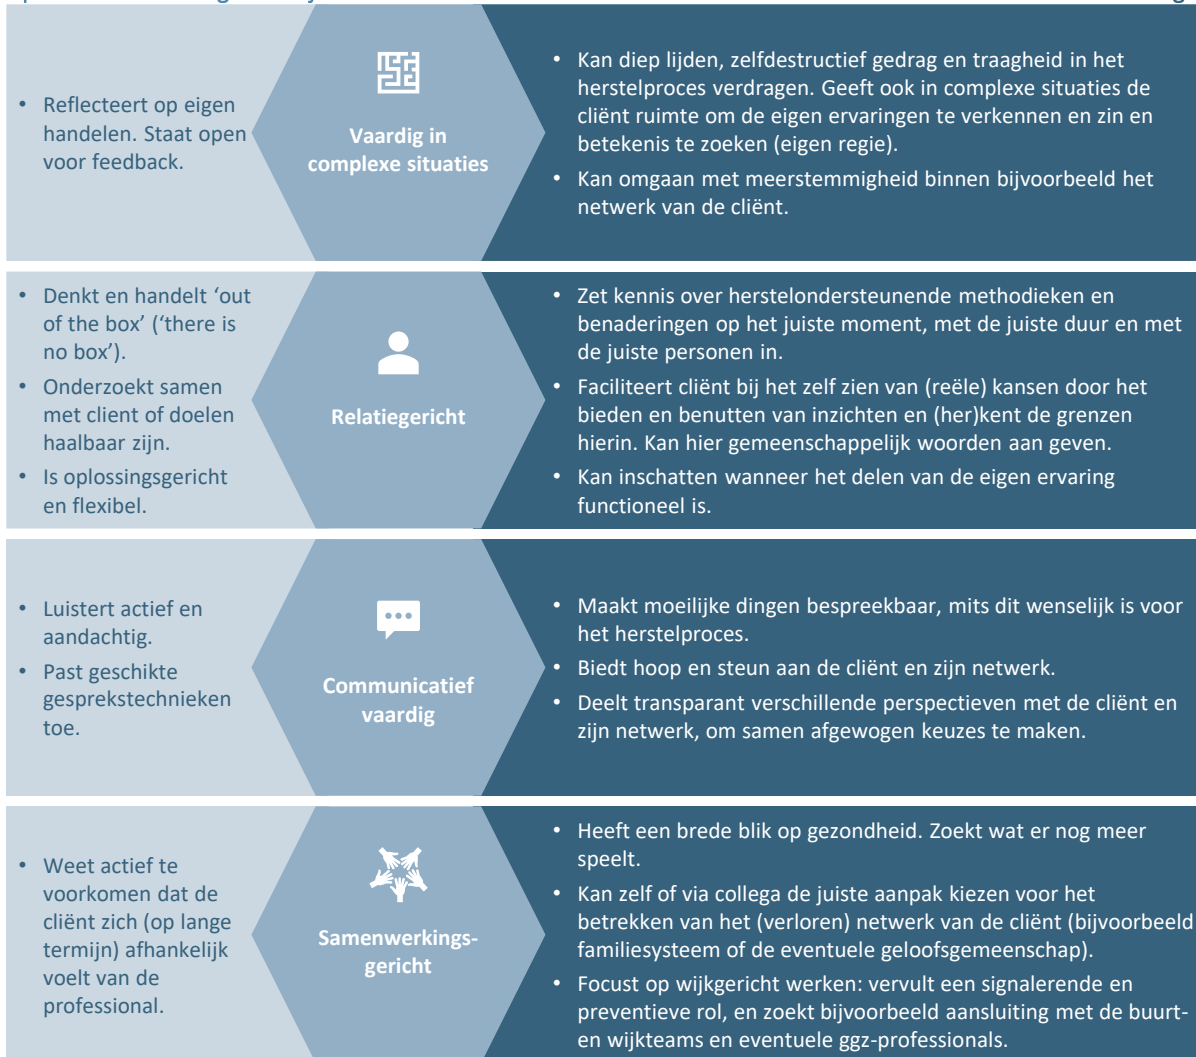 • Reflecteert op eigen
handelen. Staat open
voor feedback.
Vaardig in
complexe situaties
• Kan diep lijden, zelfdestructief gedrag en traagheid in het
herstelproces verdragen. Geeft ook in complexe situaties de
cliënt ruimte om de eigen ervaringen te verkennen en zin en
betekenis te zoeken (eigen regie).
• Kan omgaan met meerstemmigheid binnen bijvoorbeeld het
netwerk van de cliënt.
• Denkt en handelt ‘out
of the box’ (‘there is
no box’).
• Onderzoekt samen
met client of doelen
haalbaar zijn.
• Is oplossingsgericht
en flexibel.
Relatiegericht
• Zet kennis over herstelondersteunende methodieken en
benaderingen op het juiste moment, met de juiste duur en met
de juiste personen in.
• Faciliteert cliënt bij het zelf zien van (reële) kansen door het
bieden en benutten van inzichten en (her)kent de grenzen
hierin. Kan hier gemeenschappelijk woorden aan geven.
• Kan inschatten wanneer het delen van de eigen ervaring
functioneel is.
• Luistert actief en
aandachtig.
• Past geschikte
gesprekstechnieken
toe.
Communicatief
vaardig
• Maakt moeilijke dingen bespreekbaar, mits dit wenselijk is voor
het herstelproces.
• Biedt hoop en steun aan de cliënt en zijn netwerk.
• Deelt transparant verschillende perspectieven met de cliënt en
zijn netwerk, om samen afgewogen keuzes te maken.
• Weet actief te
voorkomen dat de
cliënt zich (op lange
termijn) afhankelijk
voelt van de
professional.
Samenwerkings-
gericht
• Heeft een brede blik op gezondheid. Zoekt wat er nog meer
speelt.
• Kan zelf of via collega de juiste aanpak kiezen voor het
betrekken van het (verloren) netwerk van de cliënt (bijvoorbeeld
familiesysteem of de eventuele geloofsgemeenschap).
• Focust op wijkgericht werken: vervult een signalerende en
preventieve rol, en zoekt bijvoorbeeld aansluiting met de buurt-
en wijkteams en eventuele ggz-professionals.